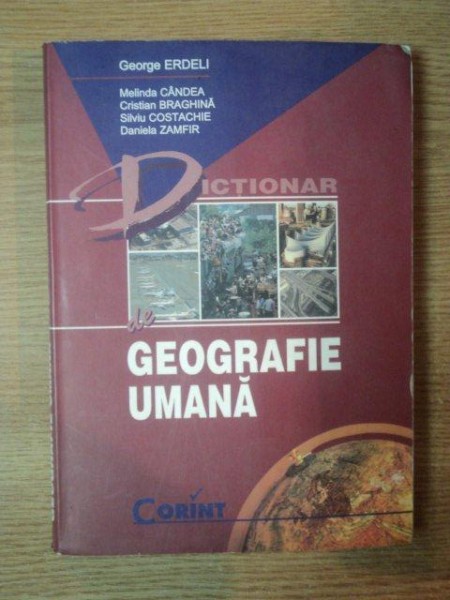 George ERDELI
Melinda CÂNDEA
Cristian BRAGHINĂ
Silviu COSTACHIE
Daniela ZAMFIR
DICTIONAR
de
GEOGRAFIE
UMANĂ
CORINT